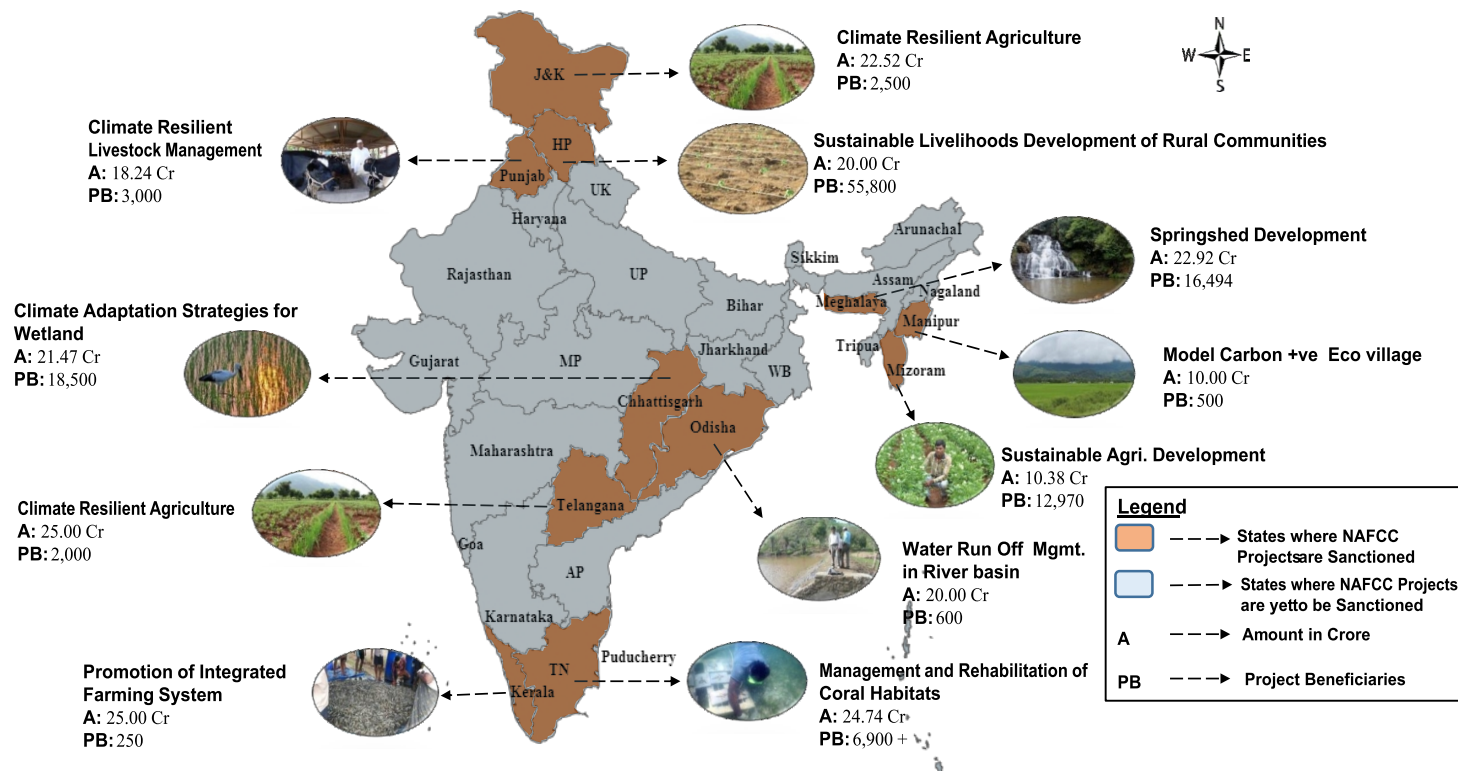 N
W E
S
Climate Resilient Agriculture
A: 22.52 Cr
PB: 2,500
J&K
Climate Resilient
Livestock Management
A: 18.24 Cr
PB: 3,000
HP
Punjab
Sustainable Livelihoods Development of Rural Communities
A: 20.00 Cr
PB: 55,800
UK
Haryana
Arunachal
Sikkim
Rajasthan
UP
Assam
Nagaland
Bihar
Meghalaya
Manipur
Springshed Development
A: 22.92 Cr
PB: 16,494
Climate Adaptation Strategies for
Wetland
A: 21.47 Cr
PB: 18,500
Gujarat
MP
Jharkhand
WB
Tripua
Mizoram
Model Carbon +ve Eco village
A: 10.00 Cr
PB: 500
Chhattisgarh
Odisha
Maharashtra
Sustainable Agri. Development
A: 10.38 Cr
PB: 12,970
Climate Resilient Agriculture
A: 25.00 Cr
PB: 2,000
Telangana
Goa
AP
Karnataka
Water Run Off Mgmt.
in River basin
A: 20.00 Cr
PB: 600
Legend
States where NAFCC
Projectsare Sanctioned
States where NAFCC Projects
are yetto be Sanctioned
A Amount in Crore
PB Project Beneficiaries
Promotion of Integrated
Farming System
A: 25.00 Cr
PB: 250
Kerala
TN
Puducherry
Management and Rehabilitation of
Coral Habitats
A: 24.74 Cr
PB: 6,900 +